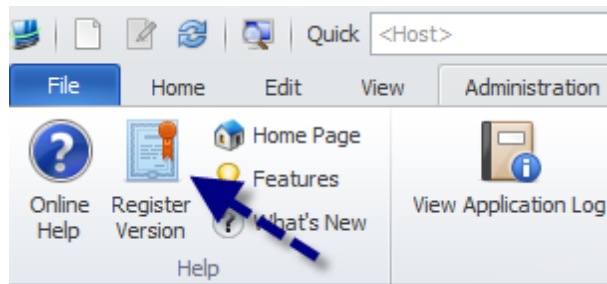 Quick <Host>
File Home Edit View Administration
Home Page
Features
What's New
Online Help
Register Version
View Application Log
Help